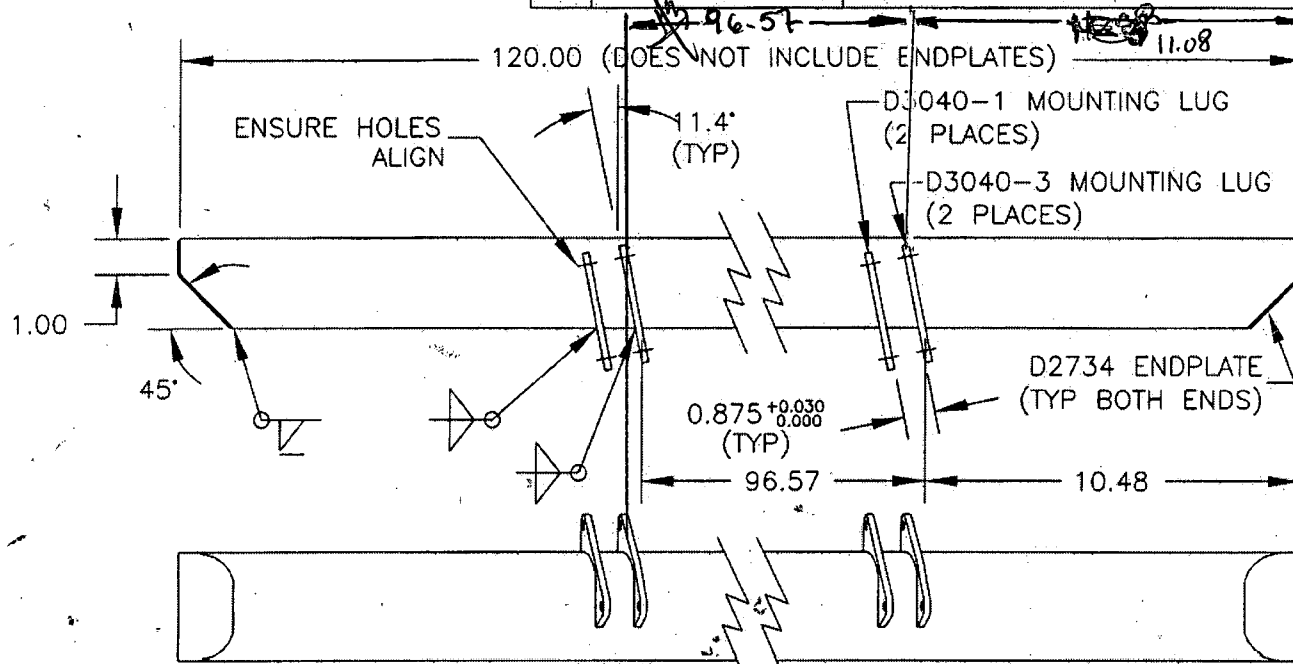 96.57
11.08
120.00 (DOES NOT INCLUDE ENDPLATES)
ENSURE HOLES
ALIGN
11.4°
(TYP)
D3040-1 MOUNTING LUG
(2 PLACES)
D3040-3 MOUNTING LUG
(2 PLACES)
1.00
45°
D2734 ENDPLATE
(TYP BOTH ENDS)
0.875 +0.030
0.000
(TYP)
96.57
10.48